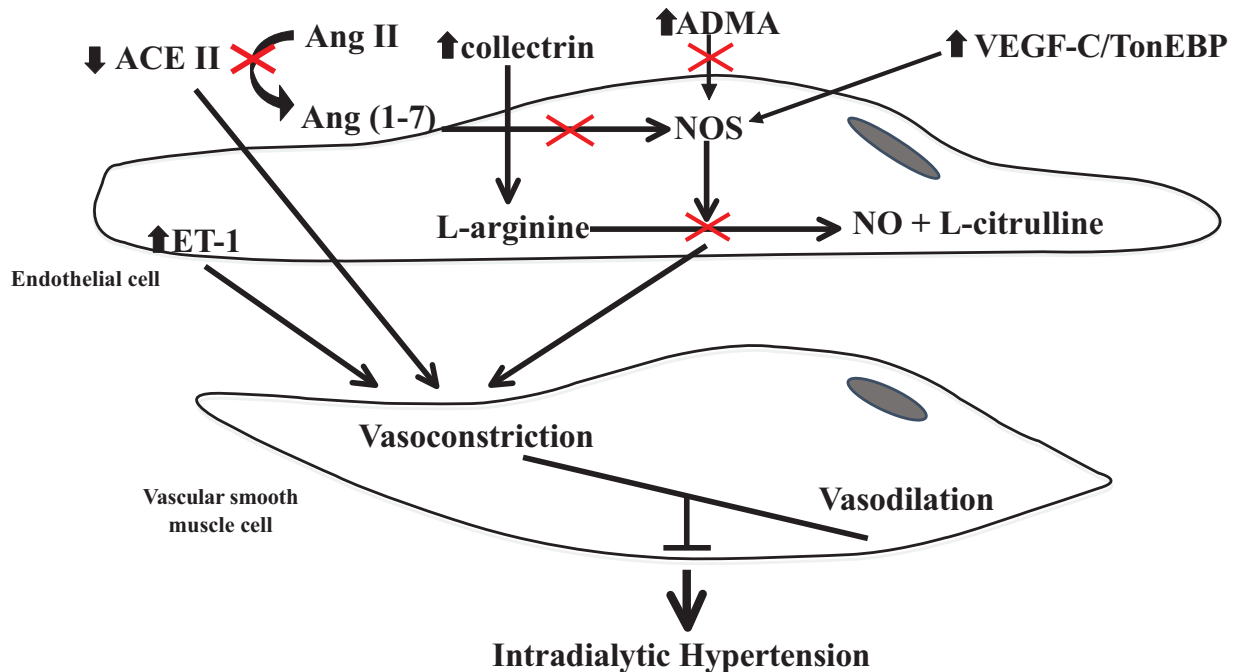 ACE II
Ang II
collectrin
ADMA
VEGF-C/TonEBP
Ang (1-7)
NOS
L-arginine
NO + L-citrulline
ET-1
Endothelial cell
Vasoconstriction
Vascular smooth
muscle cell
Vasodilation
Intradialytic Hypertension